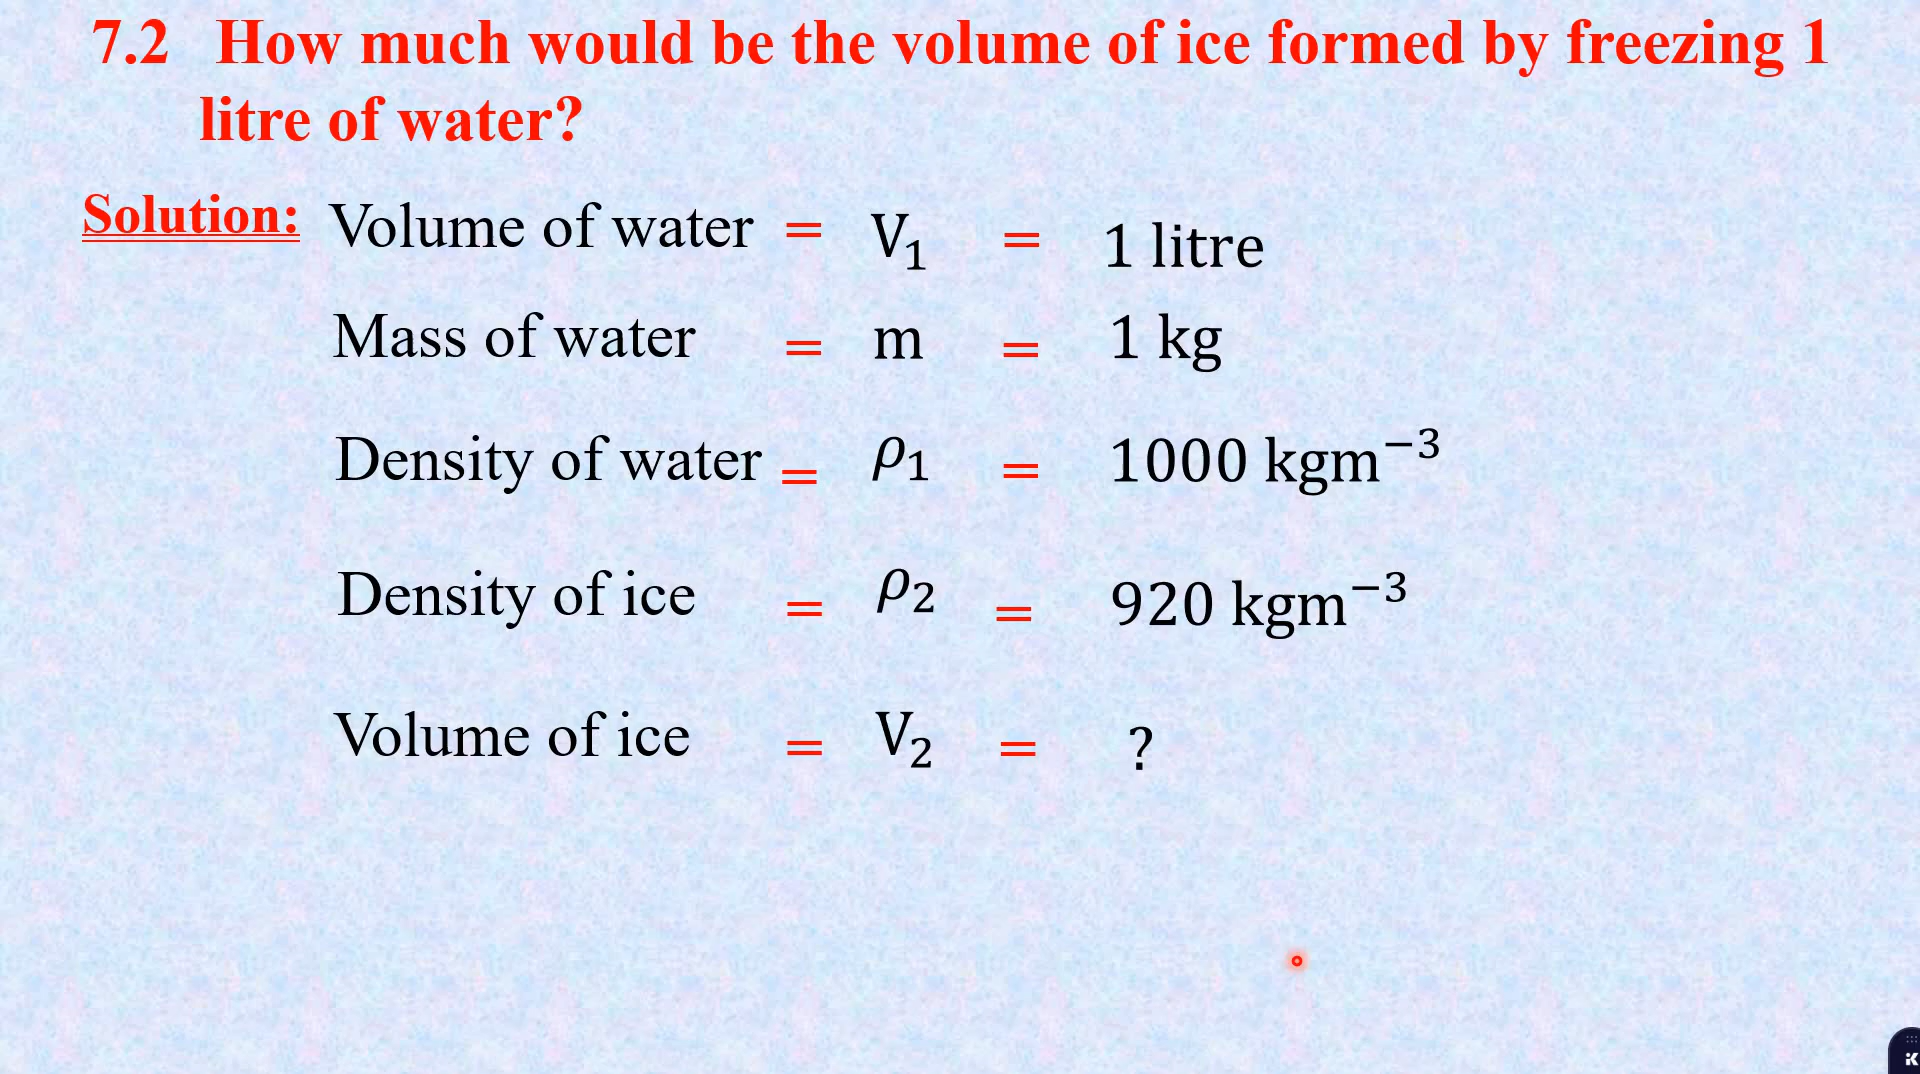 7.2 How much would be the volume of ice formed by freezing 1
litre of water?
Solution: Volume of water = V₁ = 1 litre
Mass of water = m = 1 kg
Density of water = ρ₁ = 1000 kgm⁻³
Density of ice = ρ₂ = 920 kgm⁻³
Volume of ice = V₂ = ?